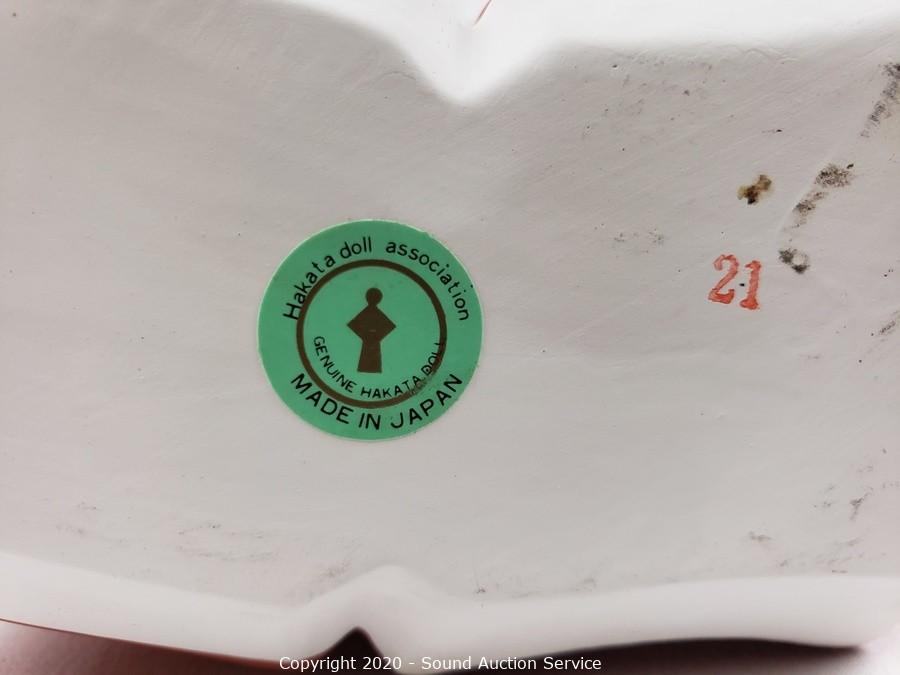 Hakata doll association
GENUINE HAKATA DOLL
MADE IN JAPAN
21
Copyright 2020 - Sound Auction Service